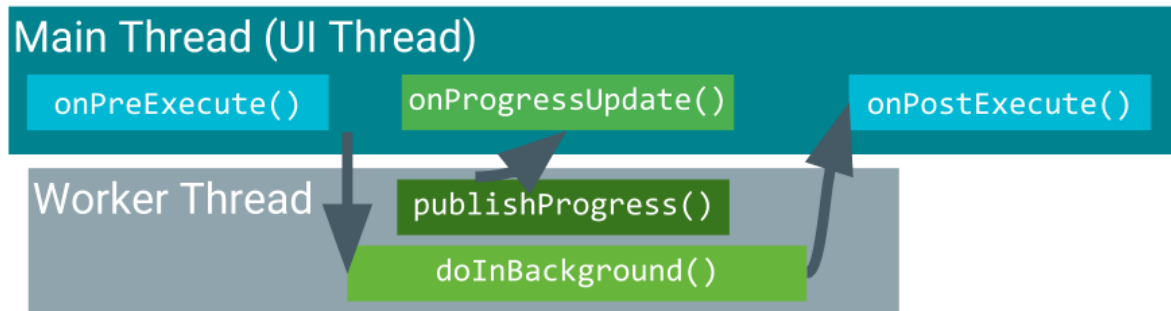 Main Thread (UI Thread)
onPreExecute()
onProgressUpdate()
onPostExecute()
Worker Thread
publishProgress()
doInBackground()